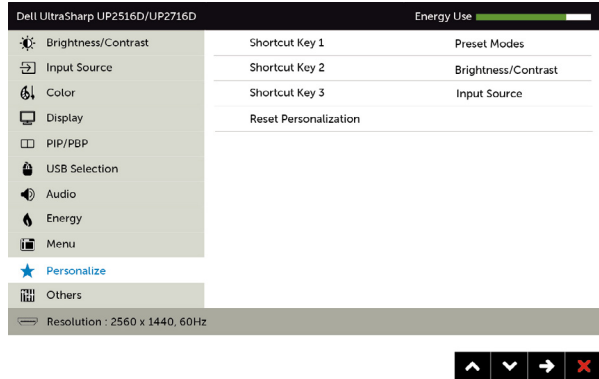 Dell UltraSharp UP2516D/UP2716D Energy Use
Brightness/Contrast Shortcut Key 1 Preset Modes
Input Source Shortcut Key 2 Brightness/Contrast
Color Shortcut Key 3 Input Source
Display Reset Personalization
PIP/PBP
USB Selection
Audio
Energy
Menu
Personalize
Others
Resolution : 2560 x 1440, 60Hz